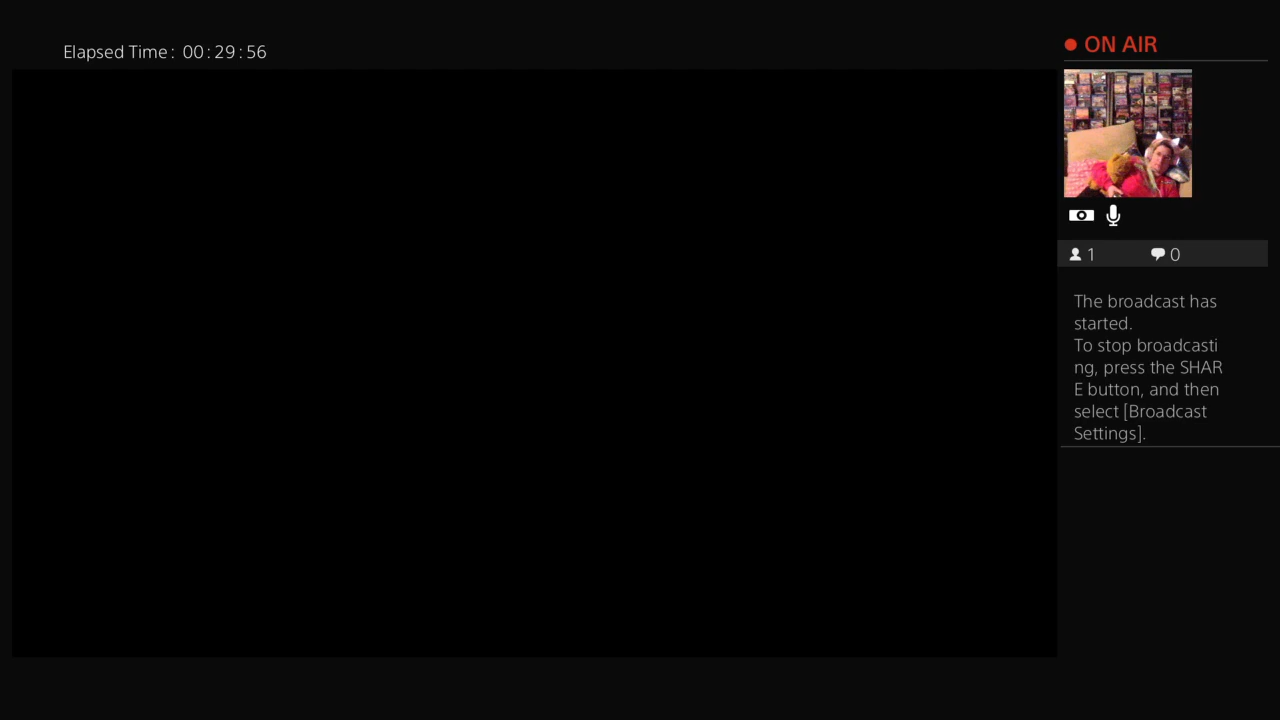 Elapsed Time: 00:29:56
ON AIR
1 0
The broadcast has
started.
To stop broadcasti
ng, press the SHAR
E button, and then
select [Broadcast
Settings].